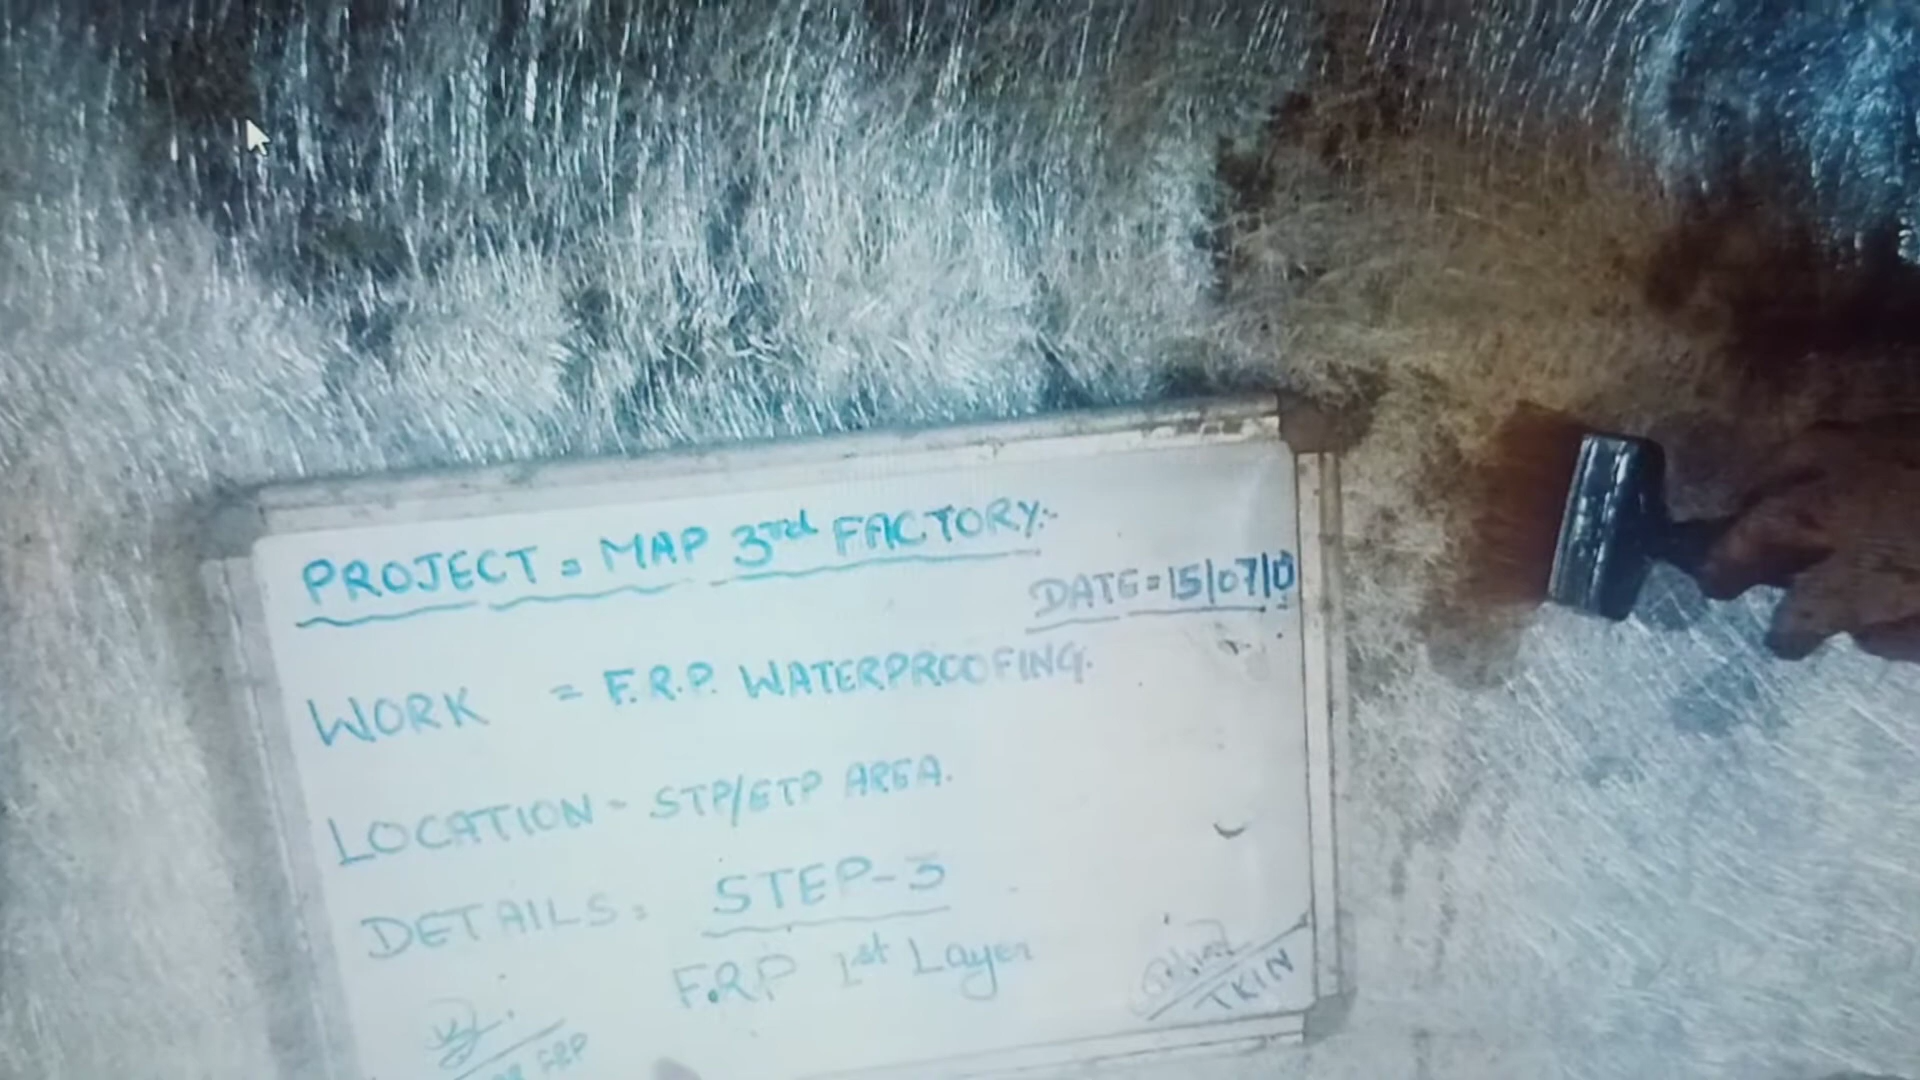 PROJECT = MAP 3rd FACTORY.
DATE = 15/07/0
WORK = F.R.P. WATERPROOFING.
LOCATION - STP/ETP AREA.
DETAILS = STEP-3
F.R.P 1st Layer
TKIN
FRP